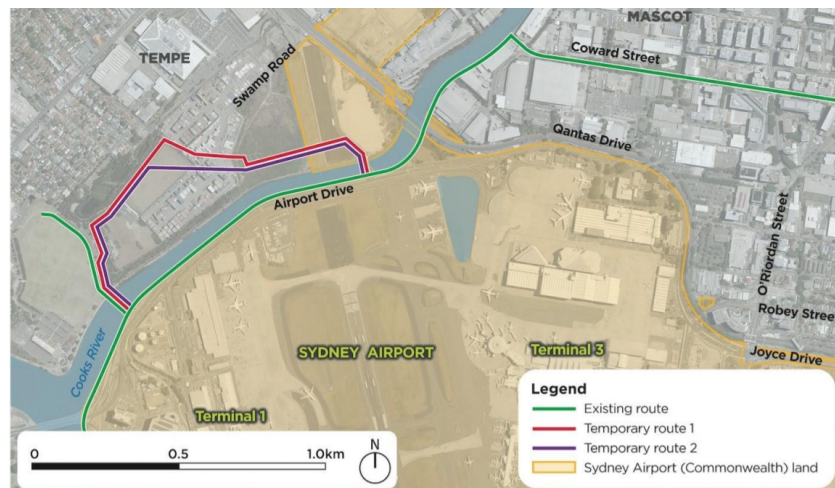 MASCOT
TEMPE
Swamp Road
Coward Street
Qantas Drive
Airport Drive
O'Riordan Street
Robey Street
Cooks River
SYDNEY AIRPORT
Terminal 3
Joyce Drive
Terminal 1
Legend
Existing route
Temporary route 1
Temporary route 2
Sydney Airport (Commonwealth) land
0 0.5 1.0km
N